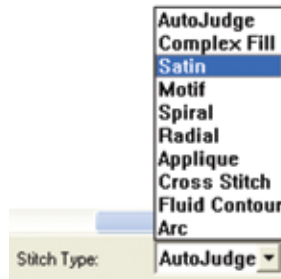 AutoJudge
Complex Fill
Satin
Motif
Spiral
Radial
Applique
Cross Stitch
Fluid Contour
Arc
Stitch Type: AutoJudge